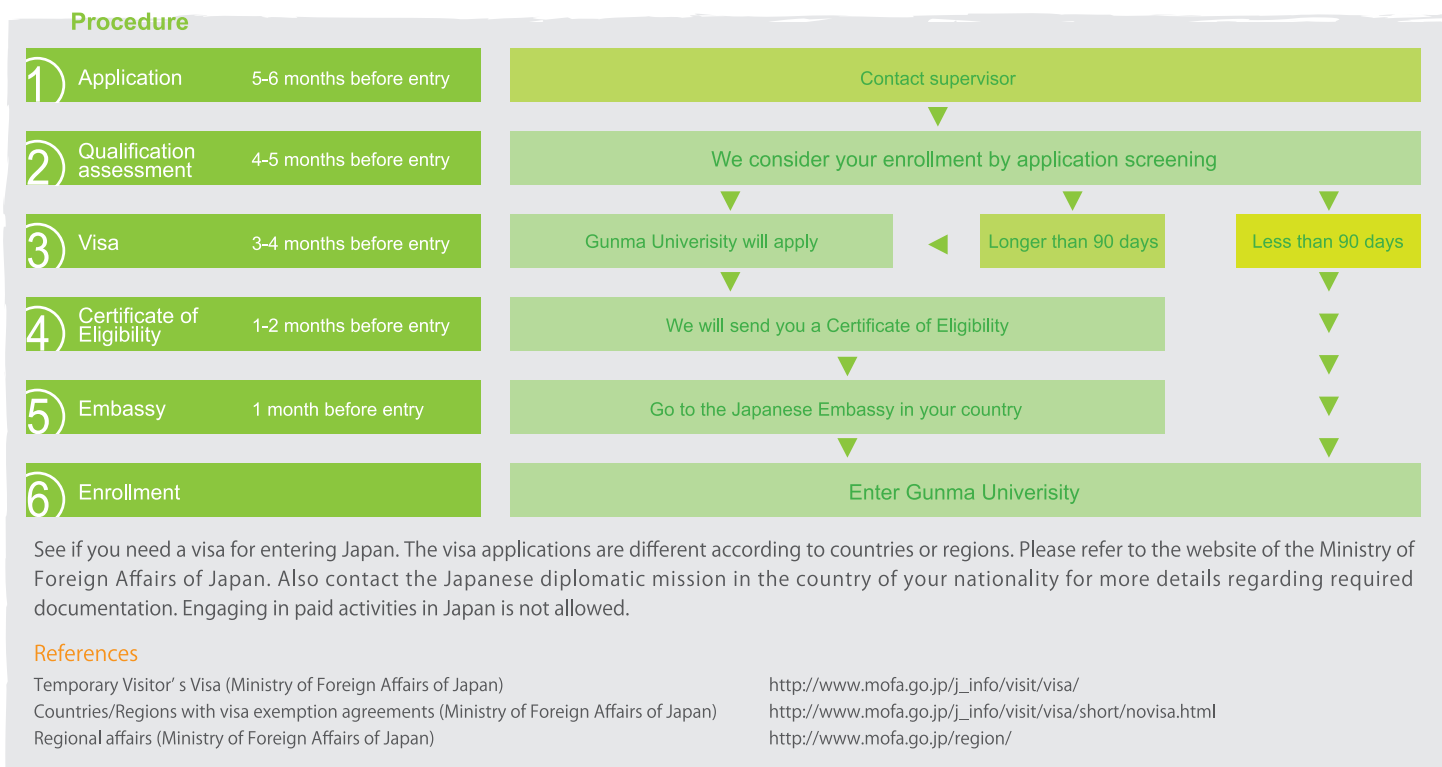 Procedure
1 Application 5-6 months before entry Contact supervisor
2 Qualification assessment 4-5 months before entry We consider your enrollment by application screening
3 Visa 3-4 months before entry Gunma Univerisity will apply Longer than 90 days Less than 90 days
4 Certificate of Eligibility 1-2 months before entry We will send you a Certificate of Eligibility
5 Embassy 1 month before entry Go to the Japanese Embassy in your country
6 Enrollment Enter Gunma Univerisity
See if you need a visa for entering Japan. The visa applications are different according to countries or regions. Please refer to the website of the Ministry of
Foreign Affairs of Japan. Also contact the Japanese diplomatic mission in the country of your nationality for more details regarding required
documentation. Engaging in paid activities in Japan is not allowed.
References
Temporary Visitor' s Visa (Ministry of Foreign Affairs of Japan) http://www.mofa.go.jp/j_info/visit/visa/
Countries/Regions with visa exemption agreements (Ministry of Foreign Affairs of Japan) http://www.mofa.go.jp/j_info/visit/visa/short/novisa.html
Regional affairs (Ministry of Foreign Affairs of Japan) http://www.mofa.go.jp/region/